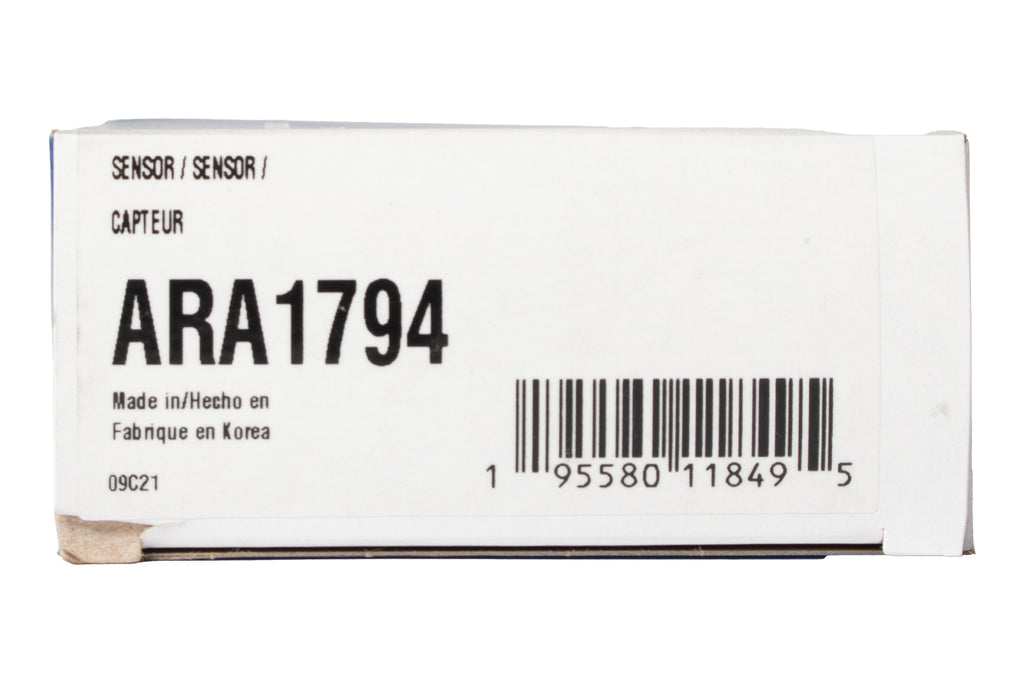 SENSOR / SENSOR /
CAPTEUR
ARA1794
Made in/Hecho en
Fabrique en Korea
09C21
1 95580 11849 5